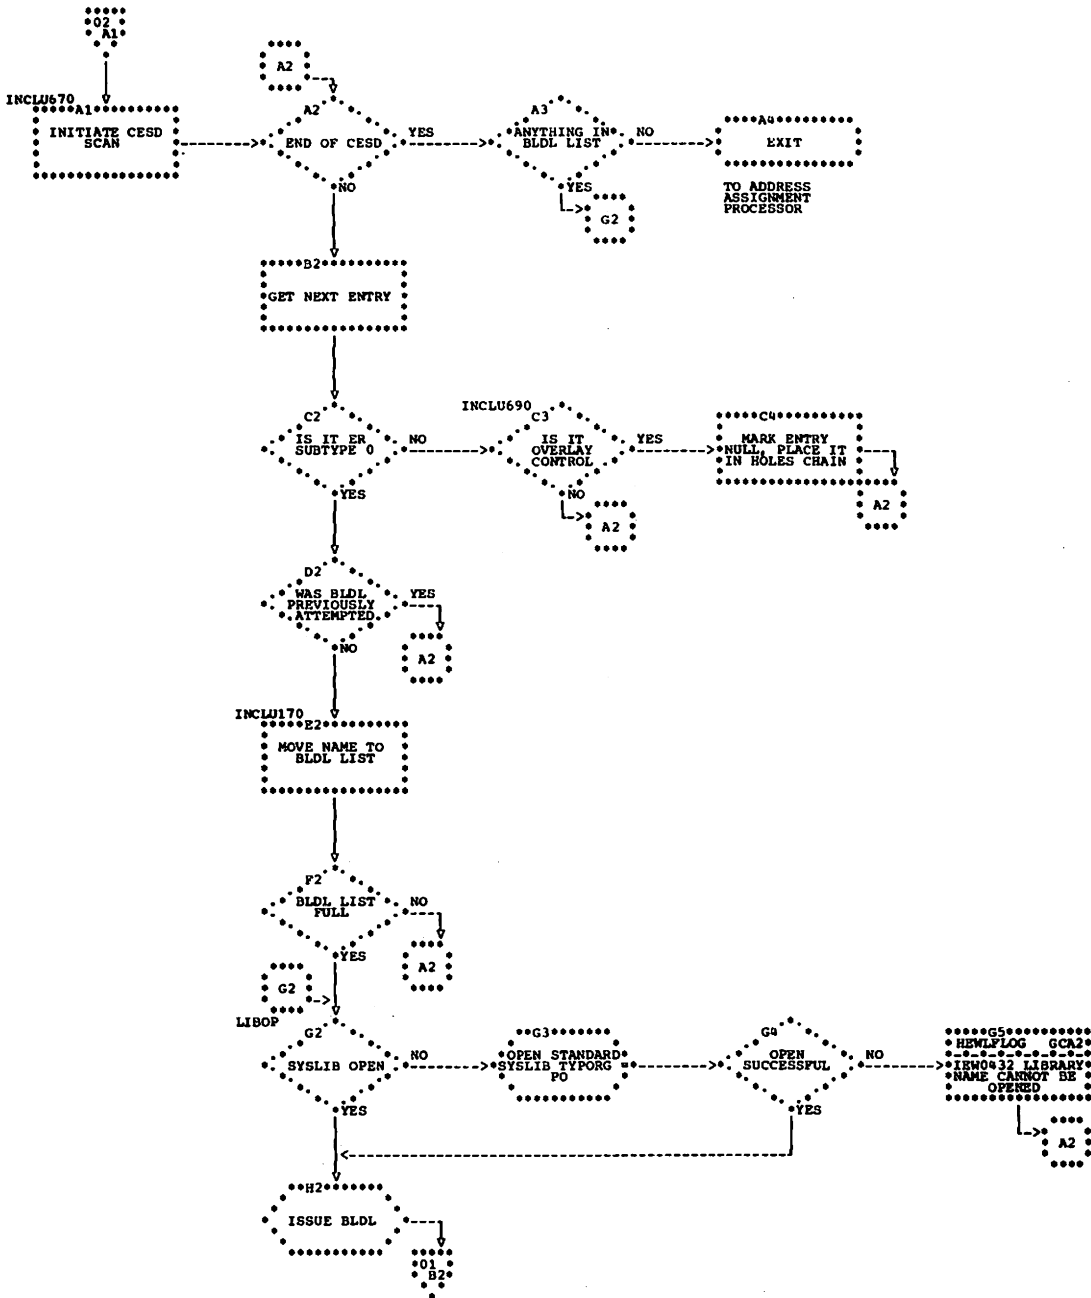 02
A1
A2
INCLU670
A1
INITIATE CESD
SCAN
A2
END OF CESD
YES
NO
A3
ANYTHING IN
BLDL LIST
NO
YES
G2
A4
EXIT
TO ADDRESS
ASSIGNMENT
PROCESSOR
B2
GET NEXT ENTRY
C2
IS IT ER
SUBTYPE 0
NO
YES
INCLU690
C3
IS IT
OVERLAY
CONTROL
YES
NO
A2
C4
MARK ENTRY
NULL, PLACE IT
IN HOLES CHAIN
A2
D2
WAS BLDL
PREVIOUSLY
ATTEMPTED
YES
A2
NO
INCLU170
E2
MOVE NAME TO
BLDL LIST
F2
BLDL LIST
FULL
NO
A2
YES
G2
LIBOP
G2
SYSLIB OPEN
NO
YES
G3
OPEN STANDARD
SYSLIB TYPORG
PO
G4
OPEN
SUCCESSFUL
NO
YES
G5
HEWLFLOG GCA2
IEW0432 LIBRARY
NAME CANNOT BE
OPENED
A2
H2
ISSUE BLDL
01
B2